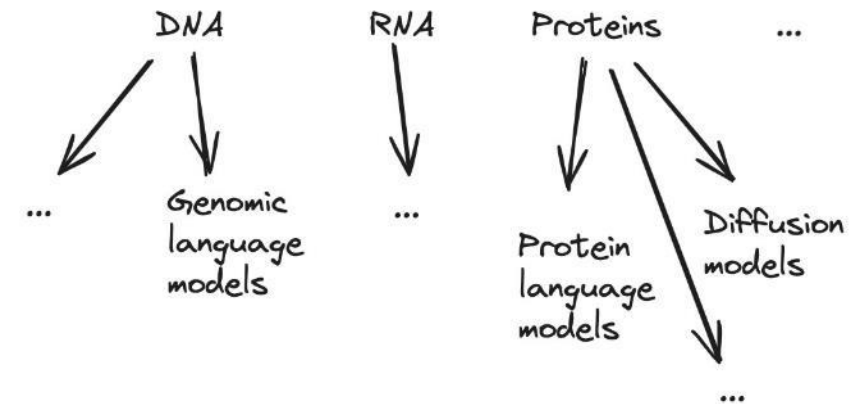 DNA RNA Proteins ...
... Genomic
language
models
...
Protein
language
models
Diffusion
models
...